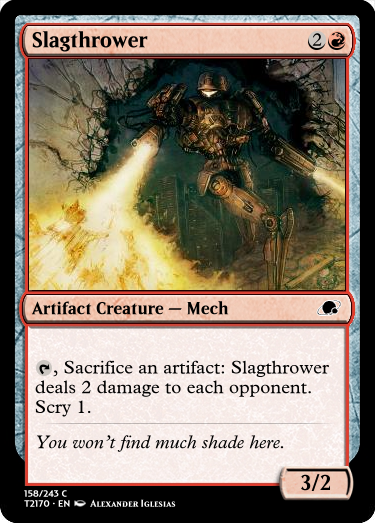 Slagthrower 2
Artifact Creature — Mech
, Sacrifice an artifact: Slagthrower
deals 2 damage to each opponent.
Scry 1.
You won't find much shade here.
3/2
158/243 C
T2170 • EN Alexander Iglesias